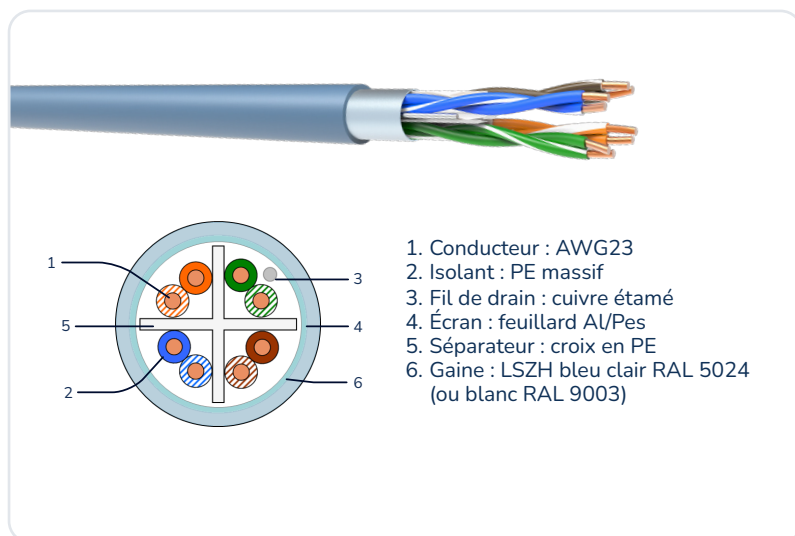 1
5
2
3
4
6
1. Conducteur : AWG23
2. Isolant : PE massif
3. Fil de drain : cuivre étamé
4. Écran : feuillard Al/Pes
5. Séparateur : croix en PE
6. Gaine : LSZH bleu clair RAL 5024
(ou blanc RAL 9003)